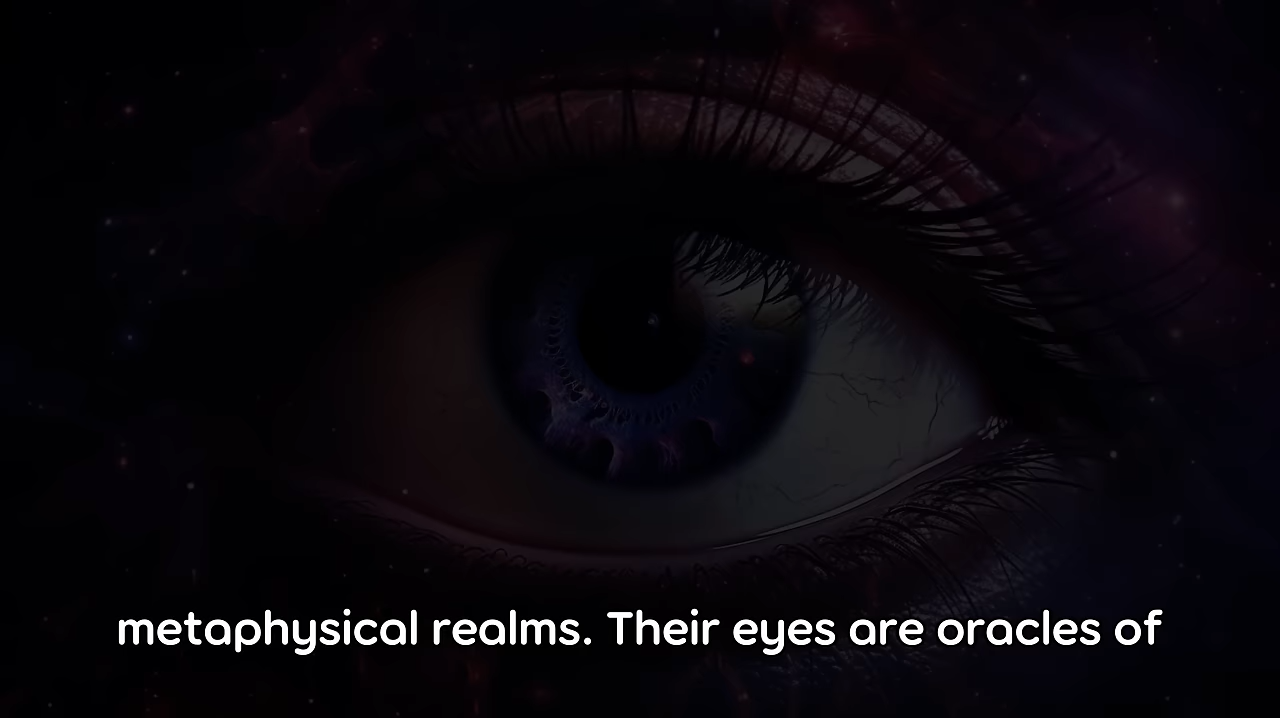 metaphysical realms. Their eyes are oracles of